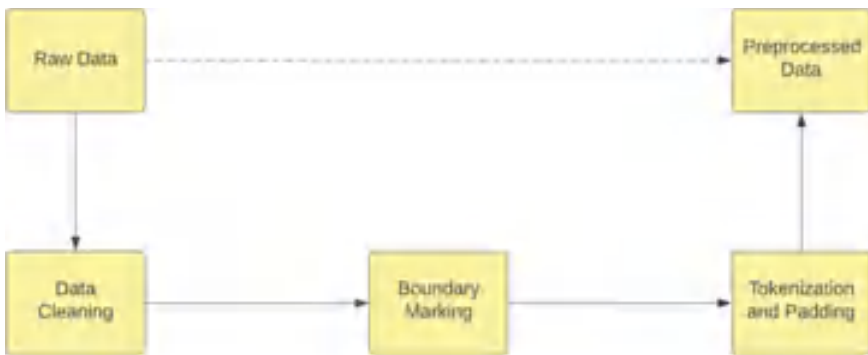 Raw Data
Preprocessed
Data
Data
Cleaning
Boundary
Marking
Tokenization
and Padding